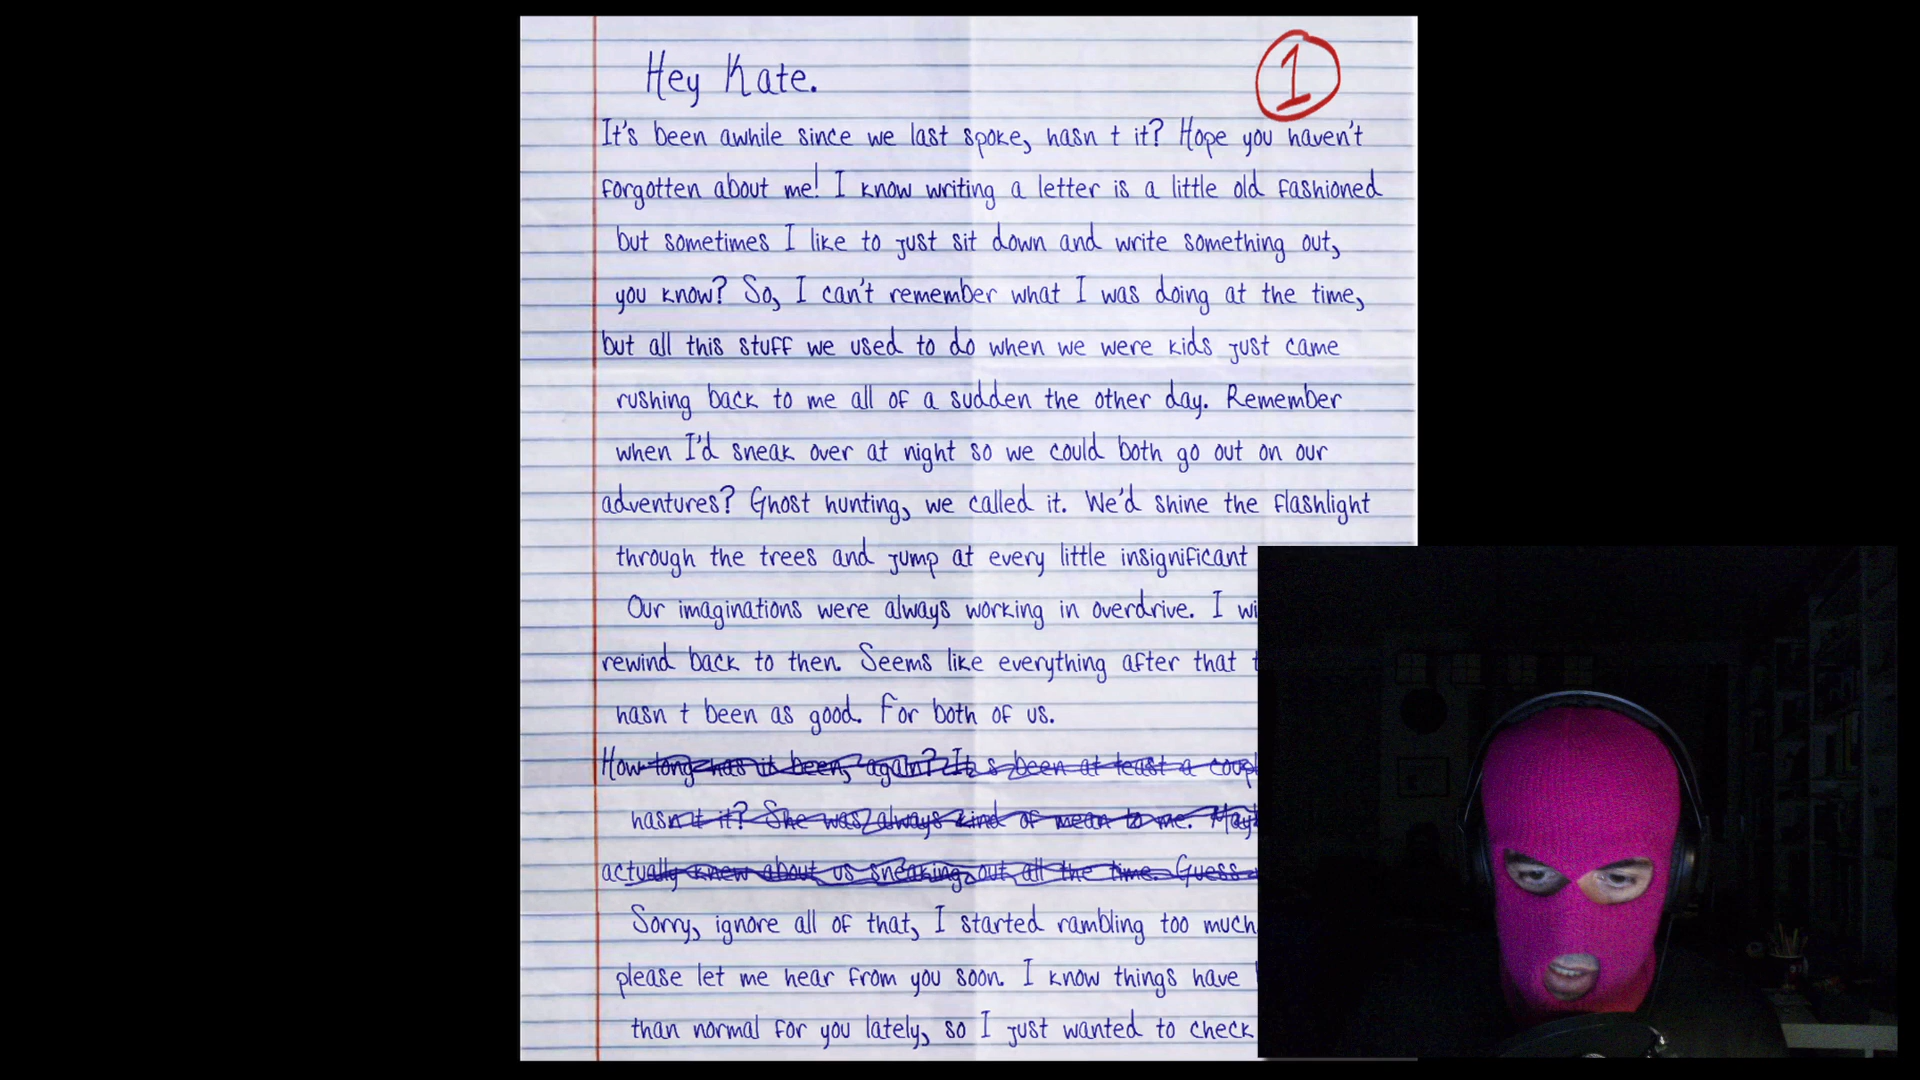 Hey Kate.
1
It's been awhile since we last spoke, hasn t it? Hope you haven't
forgotten about me! I know writing a letter is a little old fashioned
but sometimes I like to just sit down and write something out,
you know? So, I can't remember what I was doing at the time,
but all this stuff we used to do when we were kids just came
rushing back to me all of a sudden the other day. Remember
when I'd sneak over at night so we could both go out on our
adventures? Ghost hunting, we called it. We'd shine the flashlight
through the trees and jump at every little insignificant
Our imaginations were always working in overdrive. I
rewind back to then. Seems like everything after that
hasn t been as good. For both of us.
How long has it been, again? It s been at least a
hasn t it? She was always kind of mean to me.
actually knew about us sneaking out all the time. Guess
Sorry, ignore all of that, I started rambling too much
please let me hear from you soon. I know things have
than normal for you lately, so I just wanted to check